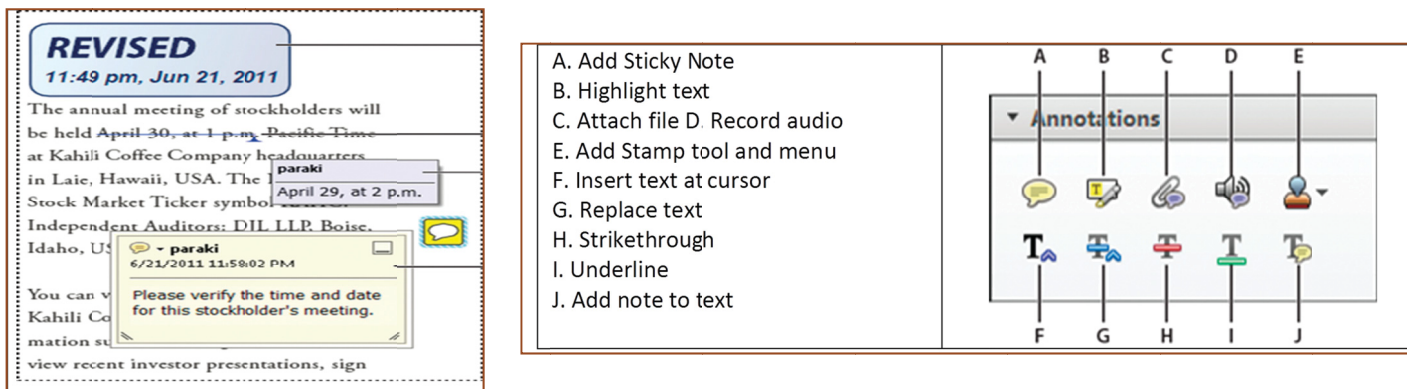 REVISED
11:49 pm, Jun 21, 2011
The annual meeting of stockholders will
be held April 30, at 1 p.m. Pacific Time
at Kahili Coffee Company headquarters
in Laie, Hawaii, USA. The
Stock Market Ticker symbol
Independent Auditors: DIL LLP, Boise,
Idaho,
paraki
April 29, at 2 p.m.
paraki
6/21/2011 11:58:02 PM
Please verify the time and date
for this stockholder's meeting.
You can
Kahili
mation
view recent investor presentations, sign
A. Add Sticky Note
B. Highlight text
C. Attach file D. Record audio
E. Add Stamp tool and menu
F. Insert text at cursor
G. Replace text
H. Strikethrough
I. Underline
J. Add note to text
A B C D E
Annotations
F G H I J